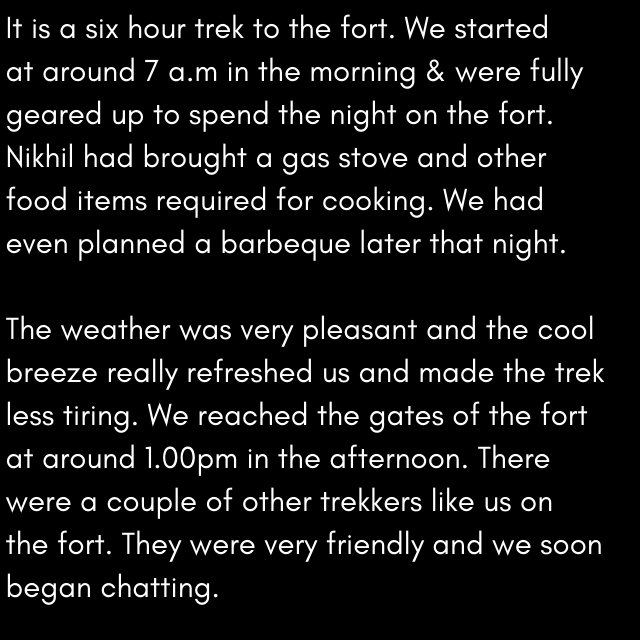 It is a six hour trek to the fort. We started
at around 7 a.m in the morning & were fully
geared up to spend the night on the fort.
Nikhil had brought a gas stove and other
food items required for cooking. We had
even planned a barbeque later that night.
The weather was very pleasant and the cool
breeze really refreshed us and made the trek
less tiring. We reached the gates of the fort
at around 1.00pm in the afternoon. There
were a couple of other trekkers like us on
the fort. They were very friendly and we soon
began chatting.